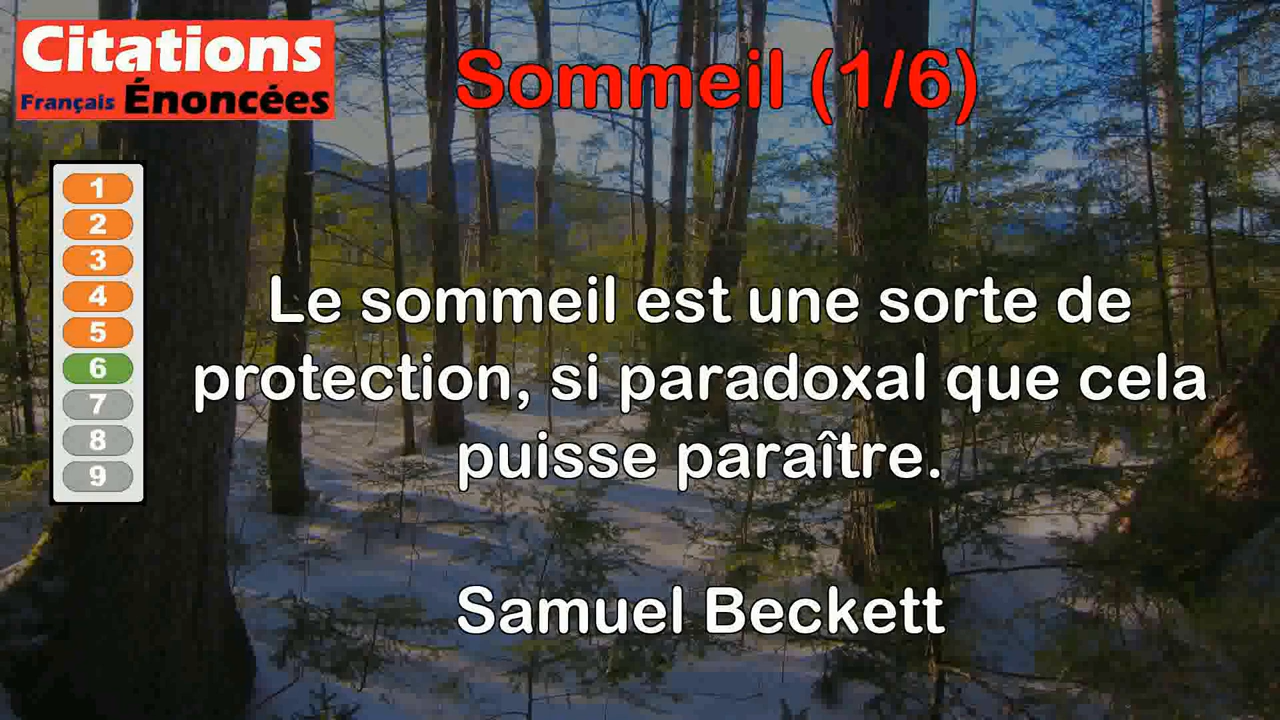 Citations
Français Énoncées
Sommeil (1/6)
1
2
3
4
5
6
7
8
9
Le sommeil est une sorte de
protection, si paradoxal que cela
puisse paraître.
Samuel Beckett